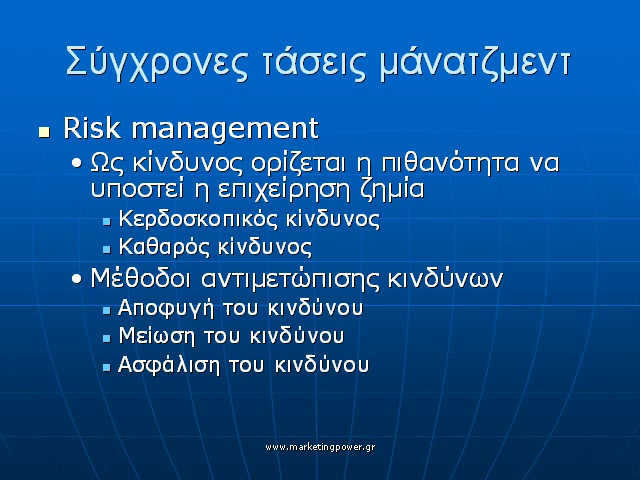 Σύγχρονες τάσεις μάνατζμεντ
Risk management
Ως κίνδυνος ορίζεται η πιθανότητα να
υποστεί η επιχείρηση ζημία
Κερδοσκοπικός κίνδυνος
Καθαρός κίνδυνος
Μέθοδοι αντιμετώπισης κινδύνων
Αποφυγή του κινδύνου
Μείωση του κινδύνου
Ασφάλιση του κινδύνου
www.marketingpower.gr